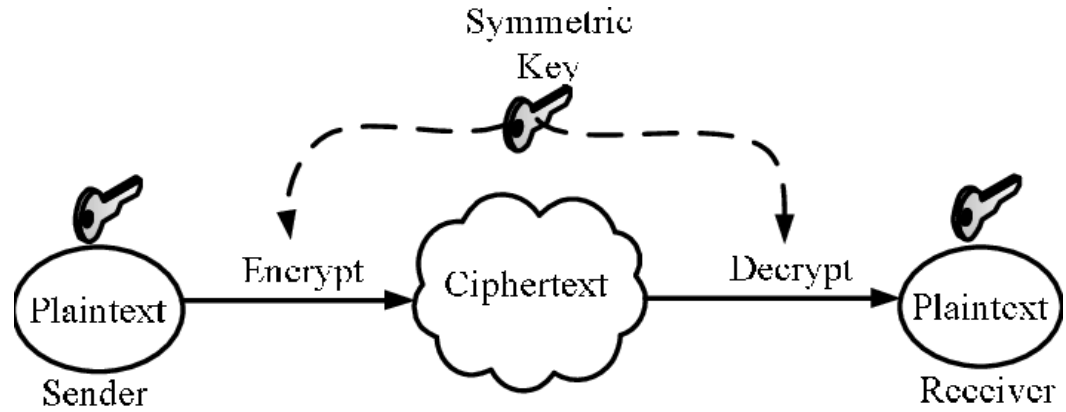 Symmetric
Key
Encrypt
Decrypt
Plaintext
Ciphertext
Plaintext
Sender
Receiver